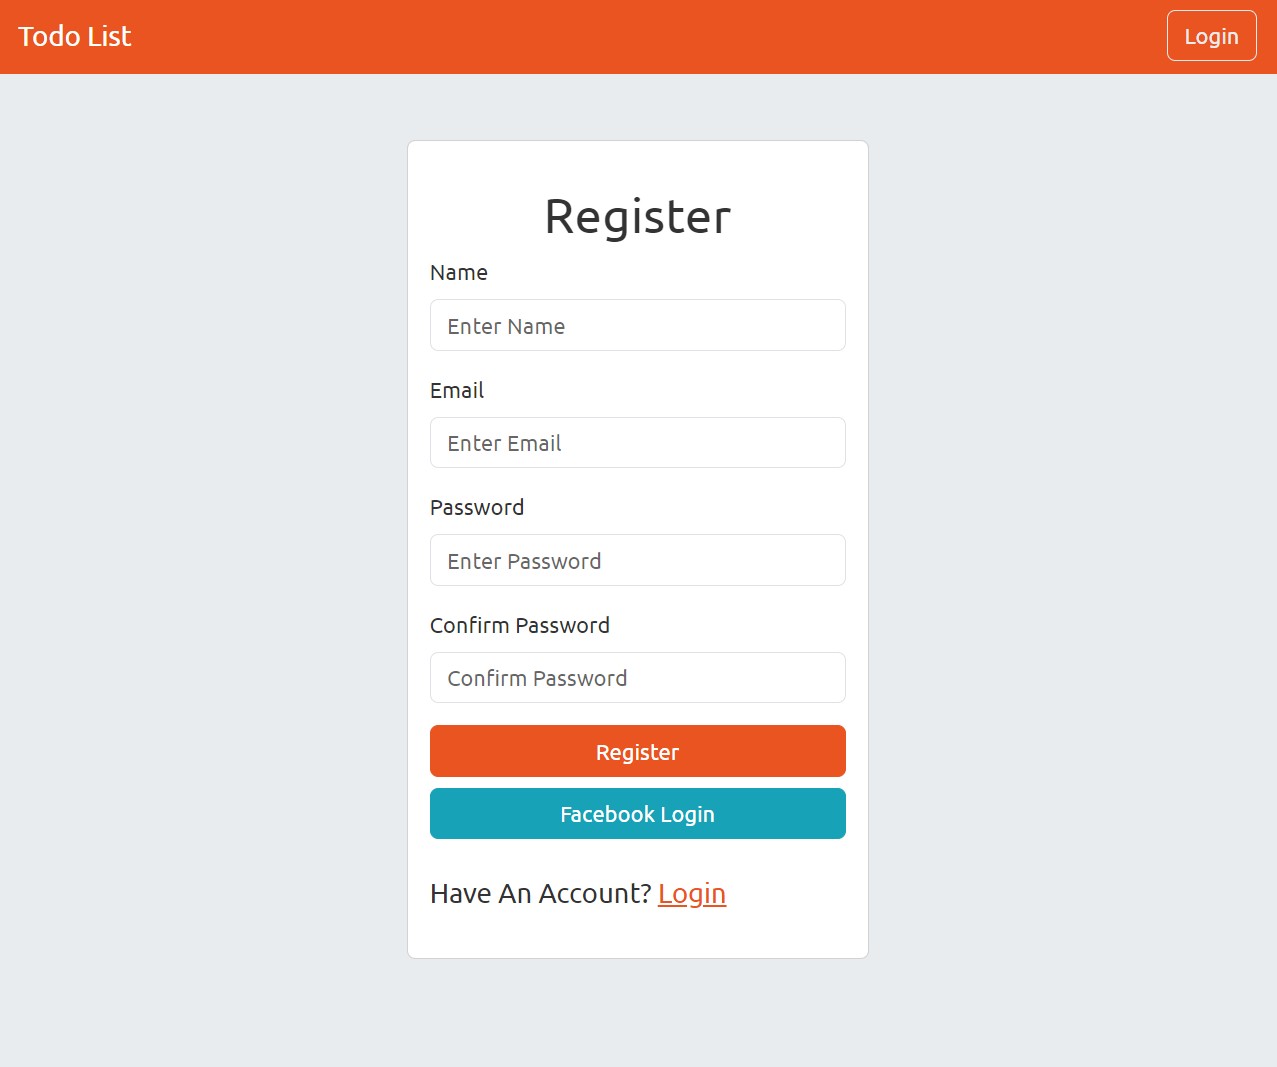 Todo List
Login
Register
Name
Enter Name
Email
Enter Email
Password
Enter Password
Confirm Password
Confirm Password
Register
Facebook Login
Have An Account? Login